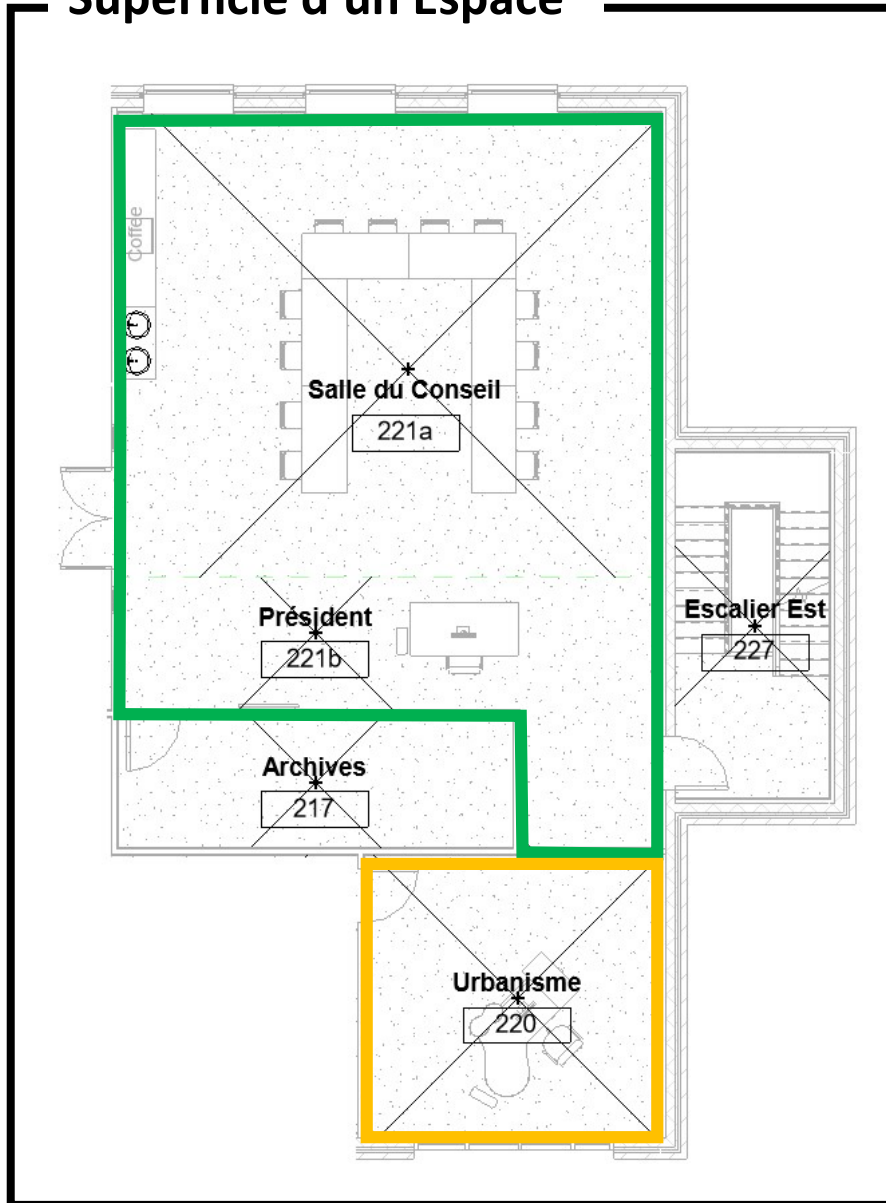 Superficie d'un Espace
Coffee
Salle du Conseil
221a
Président
221b
Escalier Est
227
Archives
217
Urbanisme
220